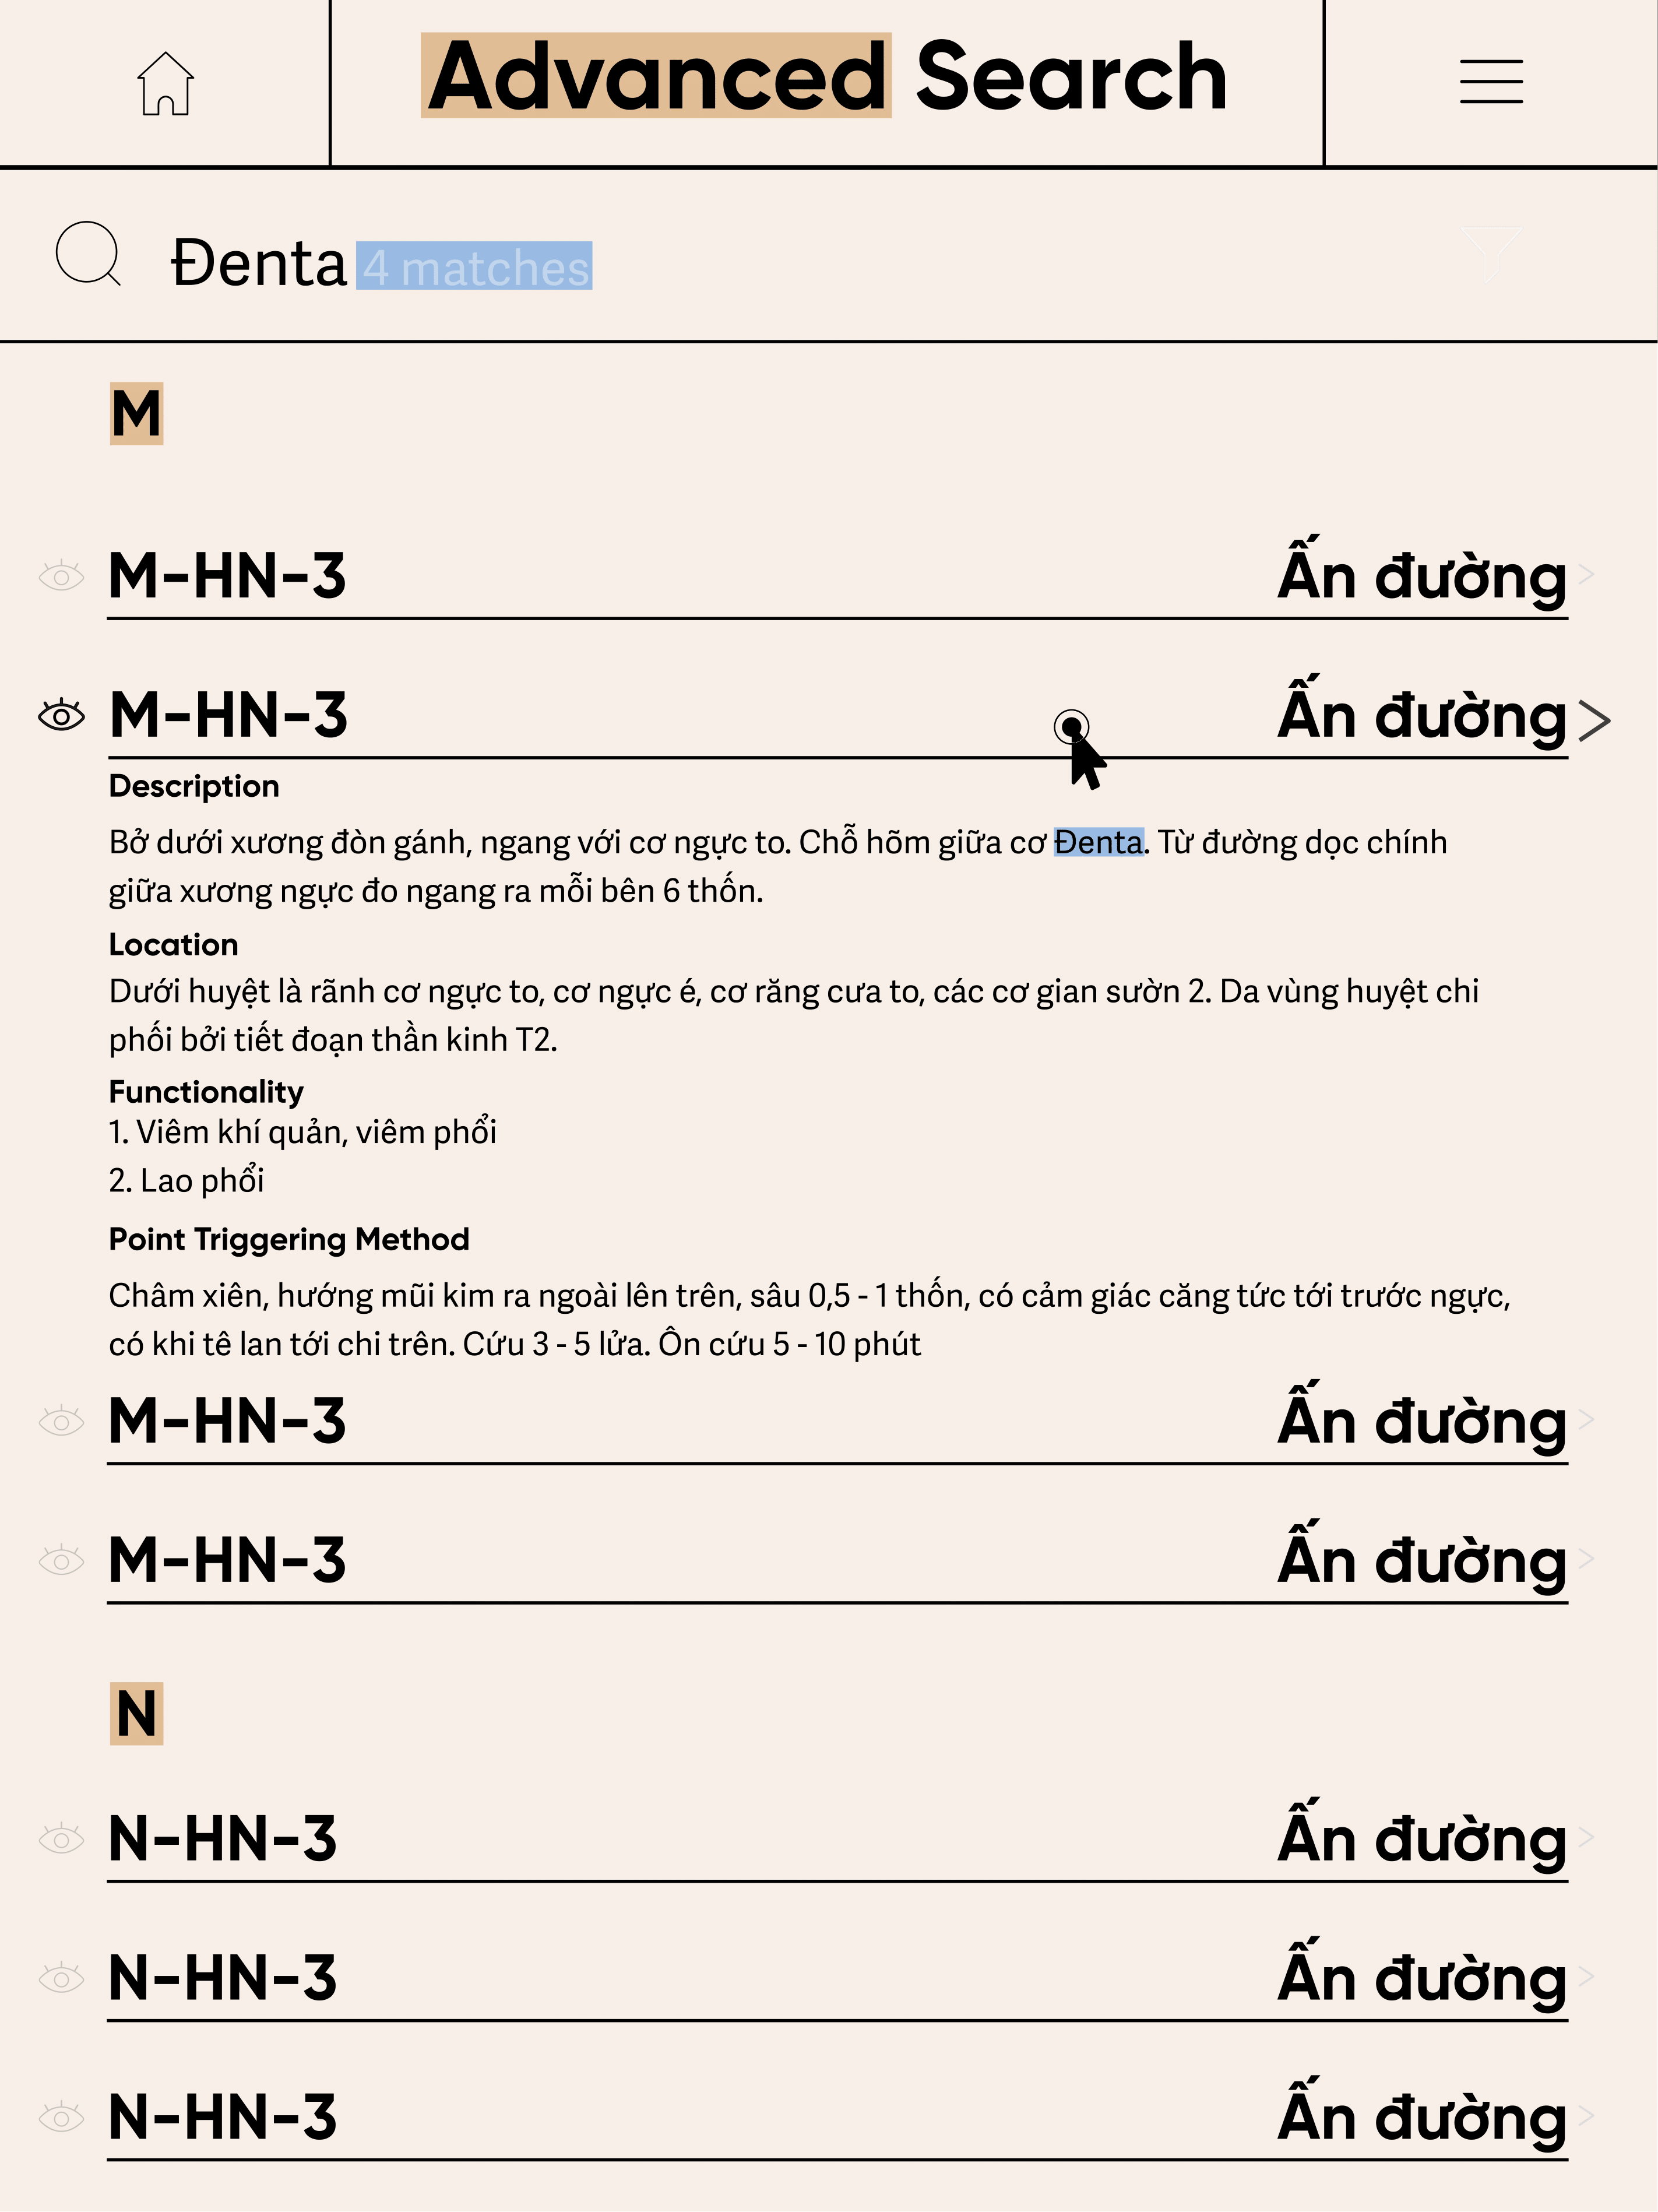 Advanced Search
Đenta 4 matches
M
M-HN-3 Ấn đường >
M-HN-3 Ấn đường >
Description
Bở dưới xương đòn gánh, ngang với cơ ngực to. Chỗ hõm giữa cơ Đenta. Từ đường dọc chính
giữa xương ngực đo ngang ra mỗi bên 6 thốn.
Location
Dưới huyệt là rãnh cơ ngực to, cơ ngực é, cơ răng cưa to, các cơ gian sườn 2. Da vùng huyệt chi
phối bởi tiết đoạn thần kinh T2.
Functionality
1. Viêm khí quản, viêm phổi
2. Lao phổi
Point Triggering Method
Châm xiên, hướng mũi kim ra ngoài lên trên, sâu 0,5 - 1 thốn, có cảm giác căng tức tới trước ngực,
có khi tê lan tới chi trên. Cứu 3 - 5 lửa. Ôn cứu 5 - 10 phút
M-HN-3 Ấn đường >
M-HN-3 Ấn đường >
N
N-HN-3 Ấn đường >
N-HN-3 Ấn đường >
N-HN-3 Ấn đường >